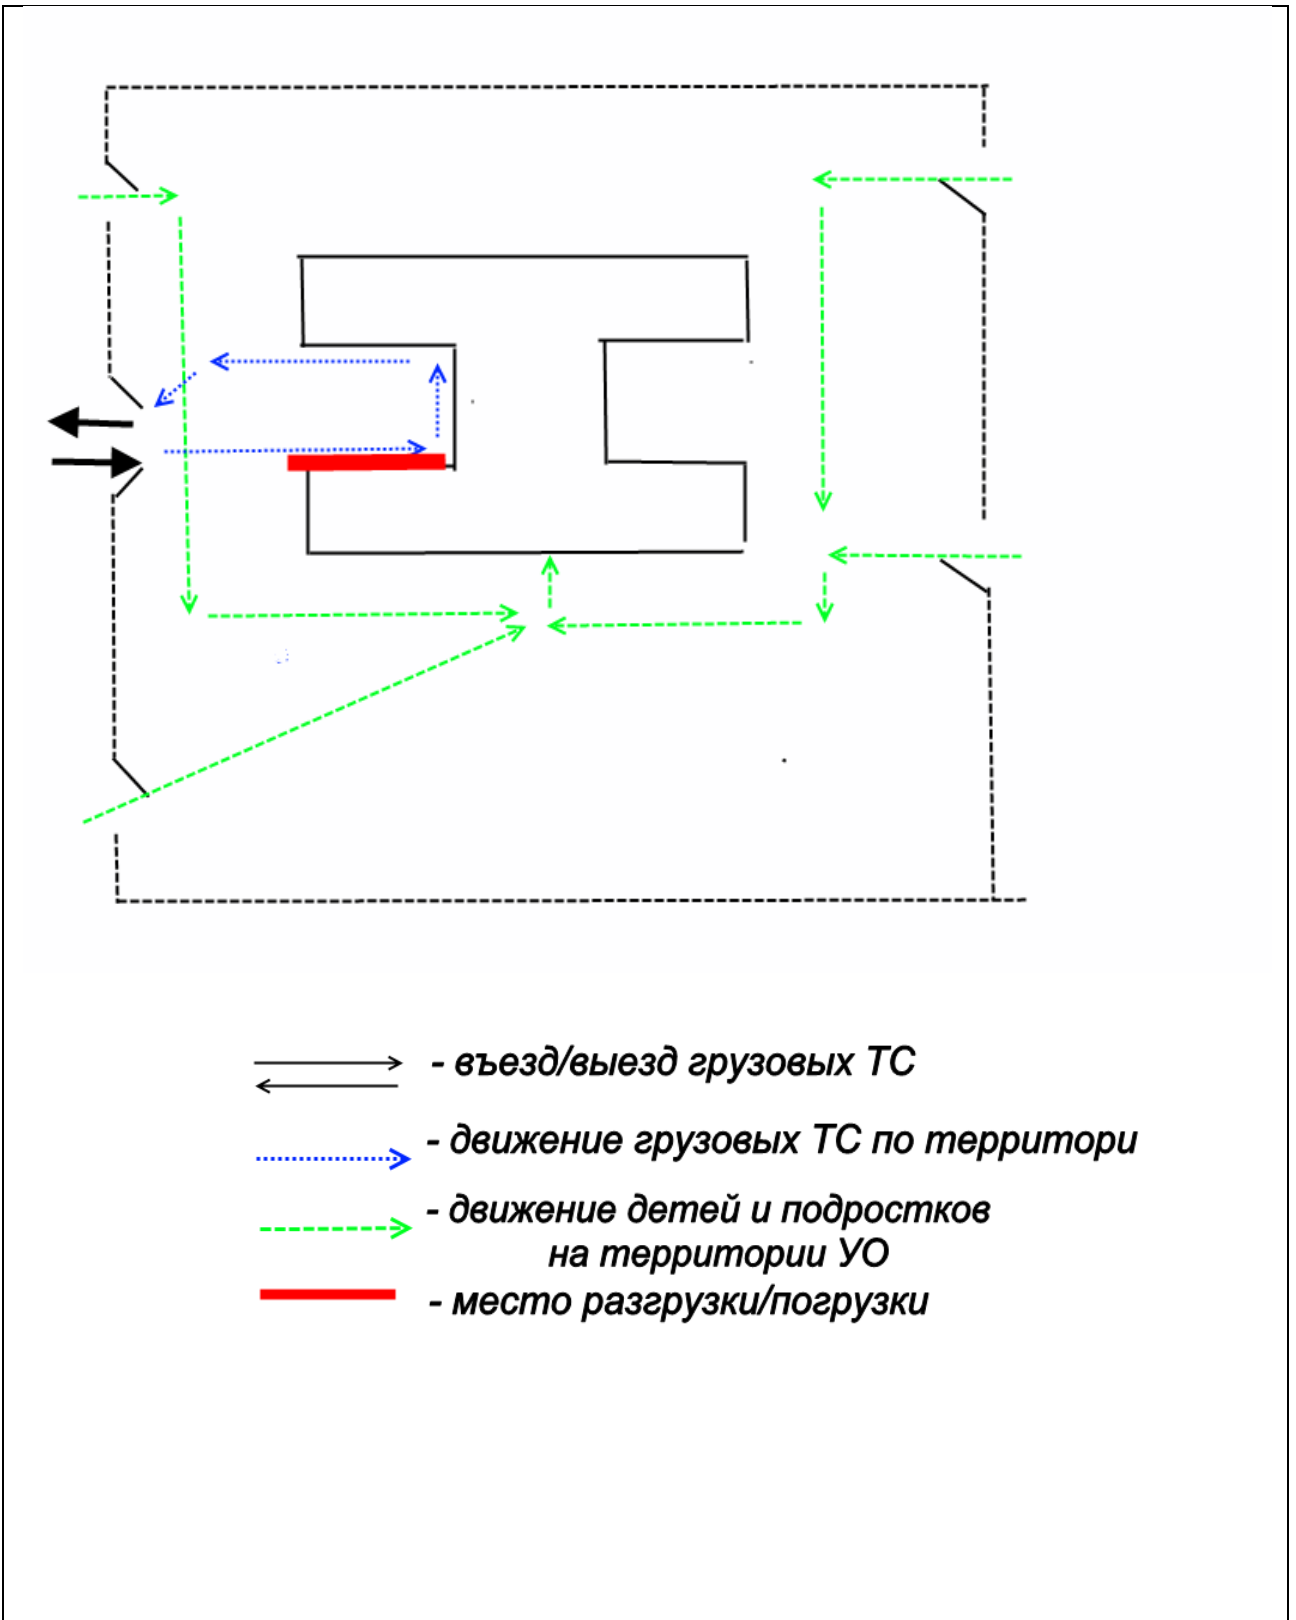 - въезд/выезд грузовых ТС
- движение грузовых ТС по территори
- движение детей и подростков
на территории УО
- место разгрузки/погрузки